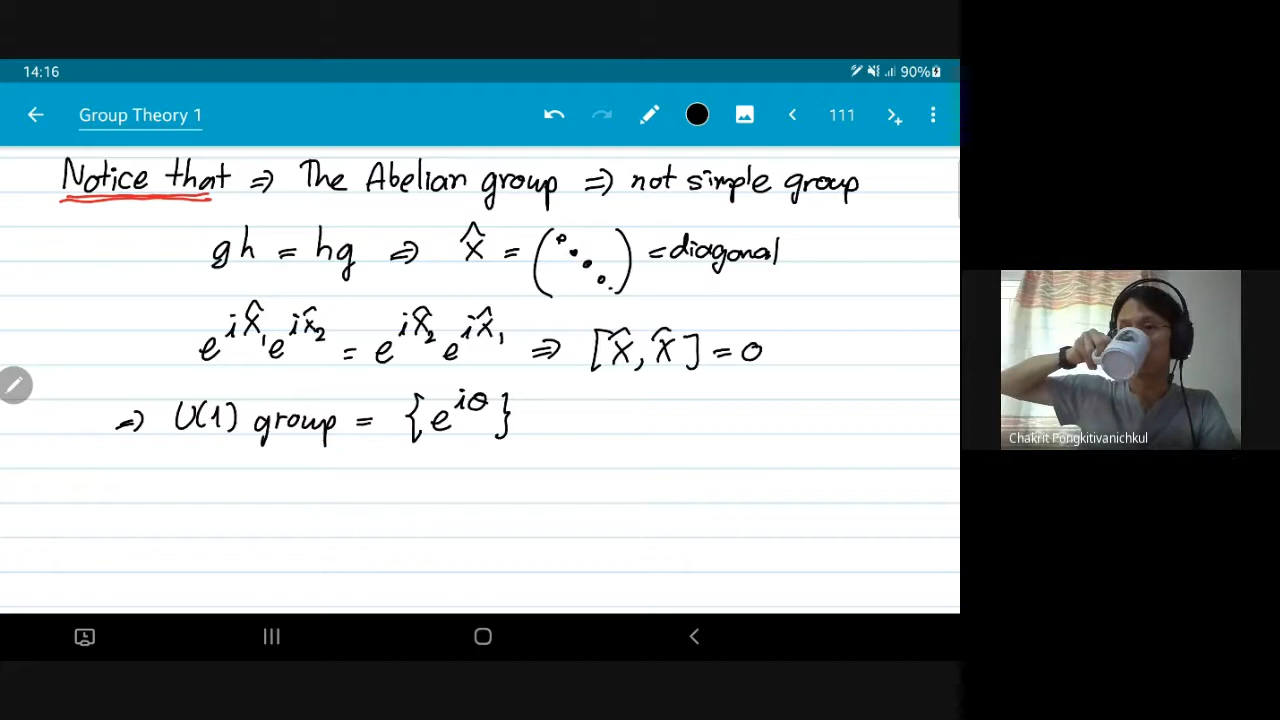 14:16
90%
Group Theory 1
111
Notice that ⇒ The Abelian group ⇒ not simple group
gh = hg ⇒ X̂ = (⋱) = diagonal
e^{iX̂₁} e^{iX̂₂} = e^{iX̂₂} e^{iX̂₁} ⇒ [X̂, X̂] = 0
⇒ U(1) group = {e^{iθ}}
Chakrit Pongkitivanichkul